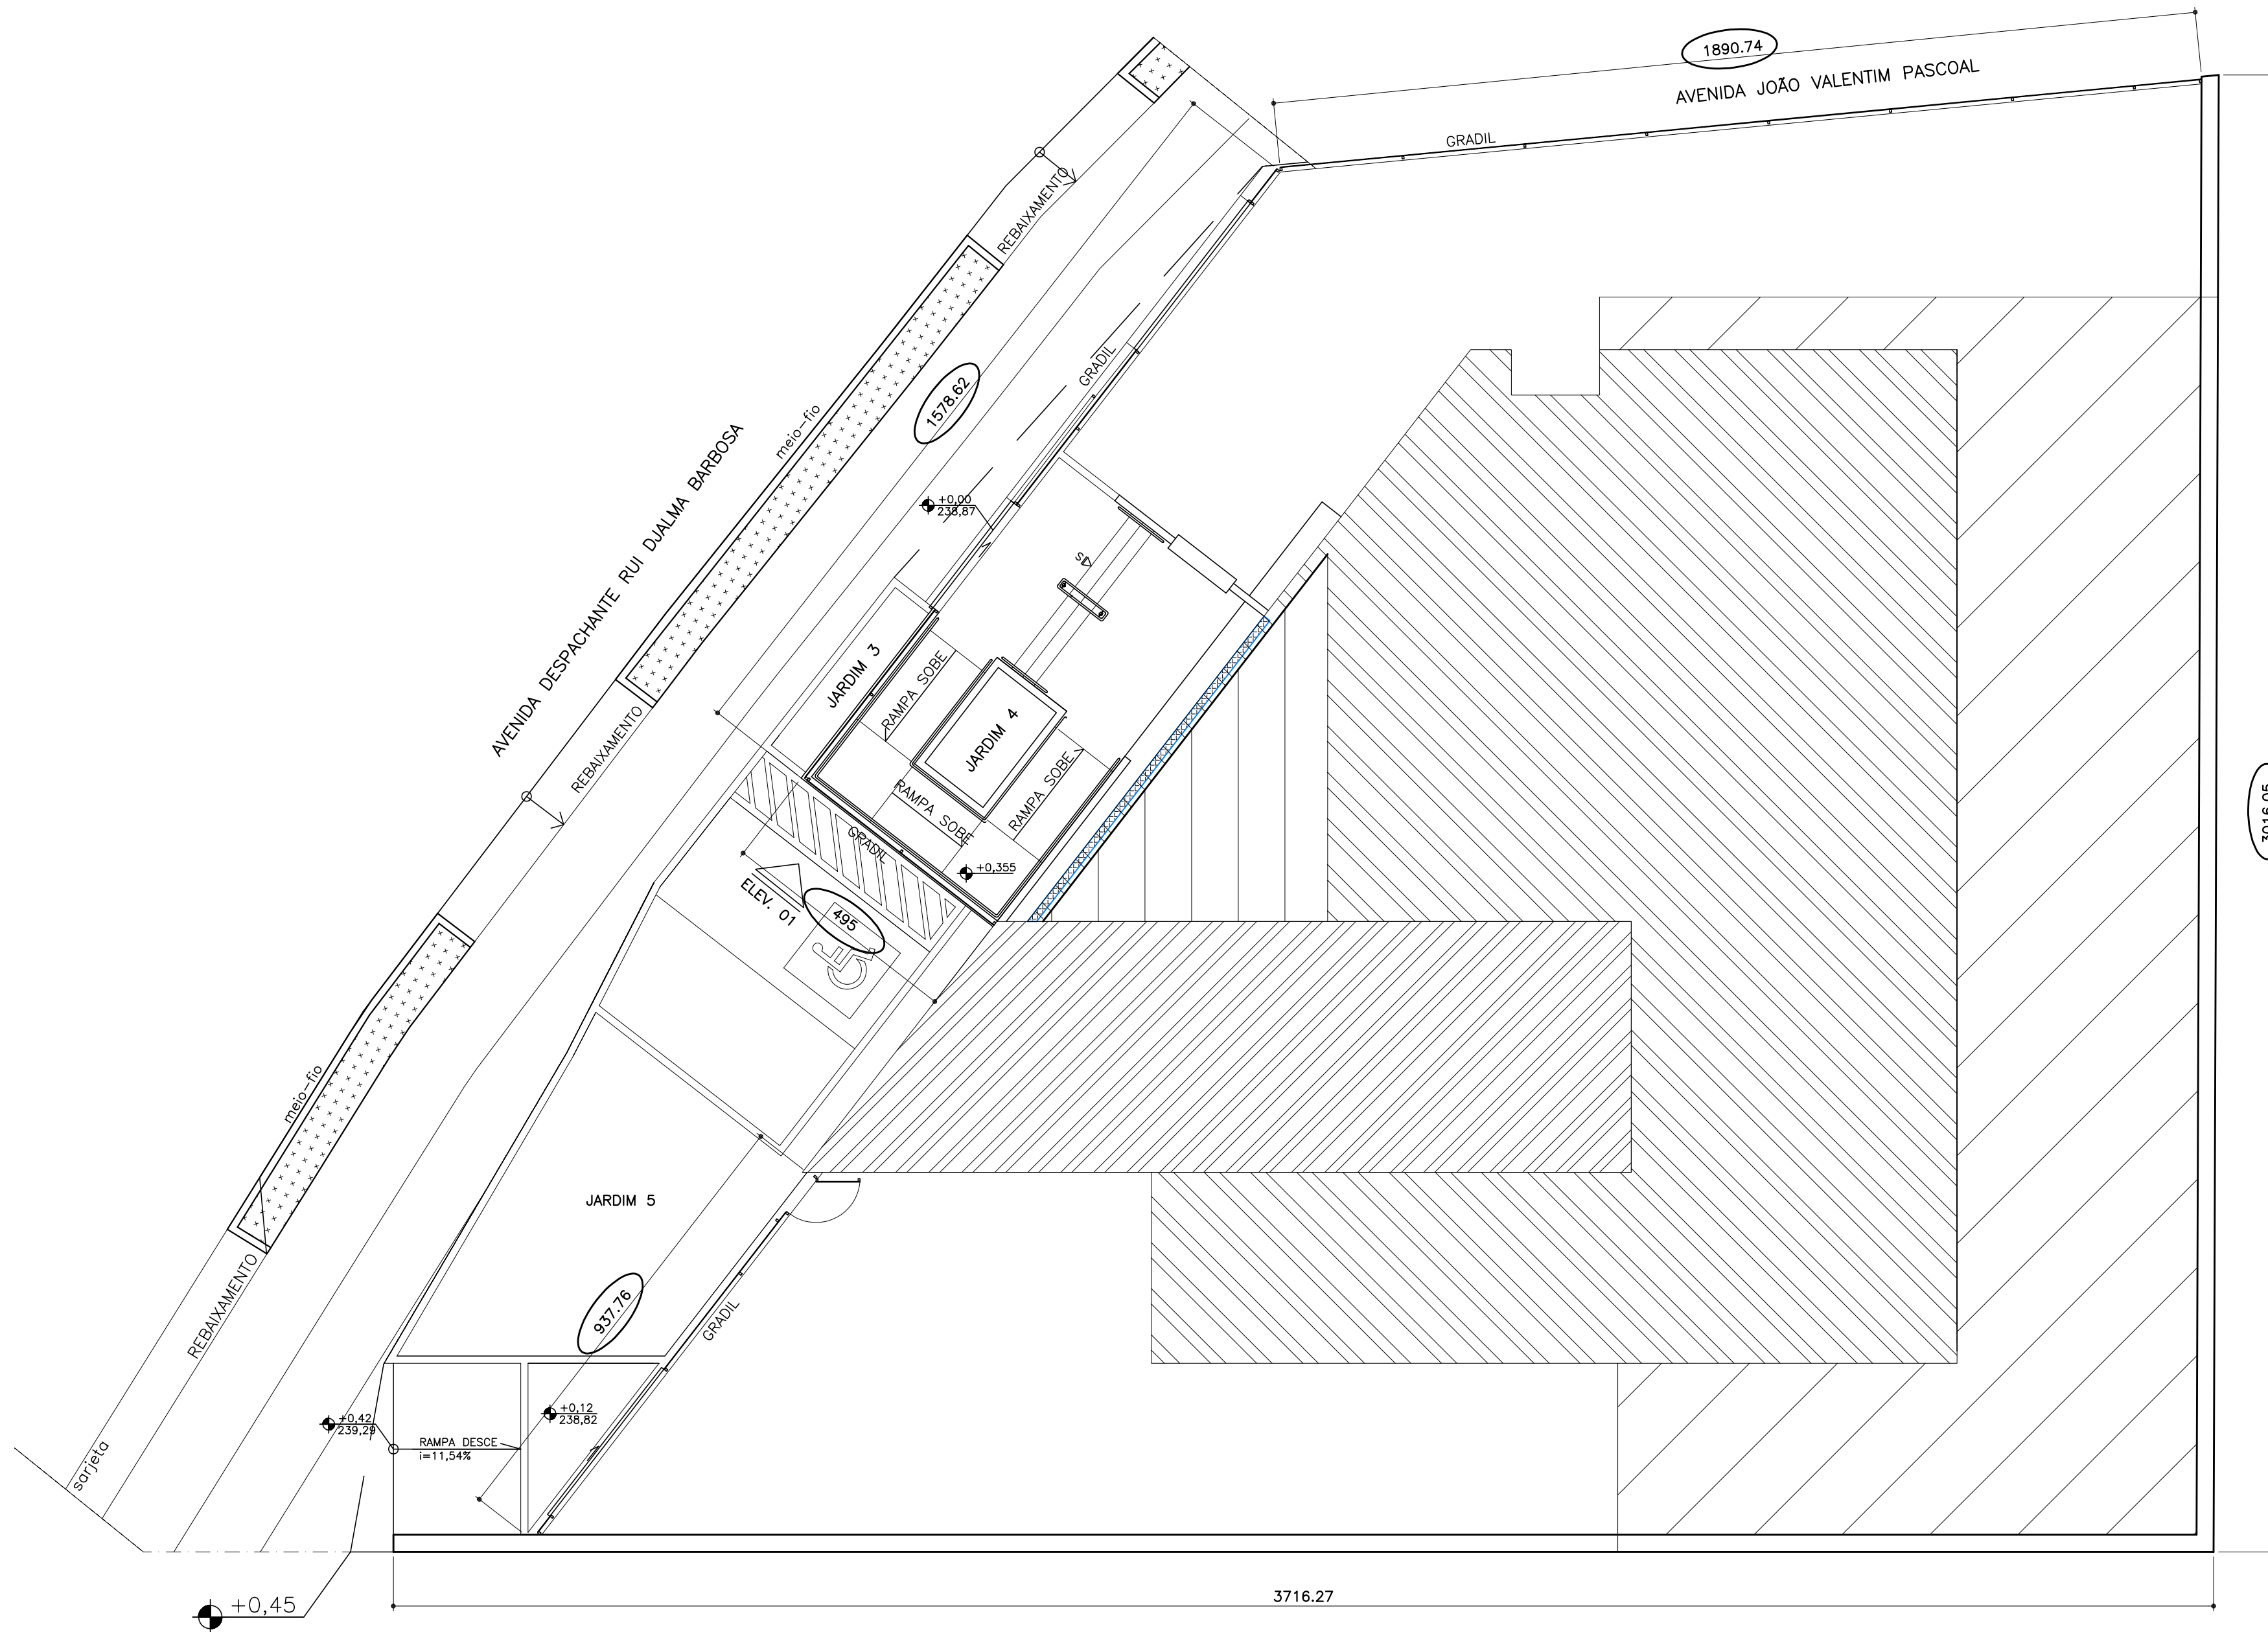 1890.74
AVENIDA JOÃO VALENTIM PASCOAL
GRADIL
REBAIXAMENTO
GRADIL
1578.62
meio-fio
AVENIDA DESPACHANTE RUI DJALMA BARBOSA
+0,00
238,87
S
JARDIM 3
RAMPA SOBE
JARDIM 4
RAMPA SOBE
RAMPA SOBE
REBAIXAMENTO
GRADIL
+0,355
3016.05
ELEV. 01
495
meio-fio
JARDIM 5
937.76
GRADIL
REBAIXAMENTO
+0,42
239,29
+0,12
238,82
RAMPA DESCE
i=11,54%
sarjeta
+0,45
3716.27